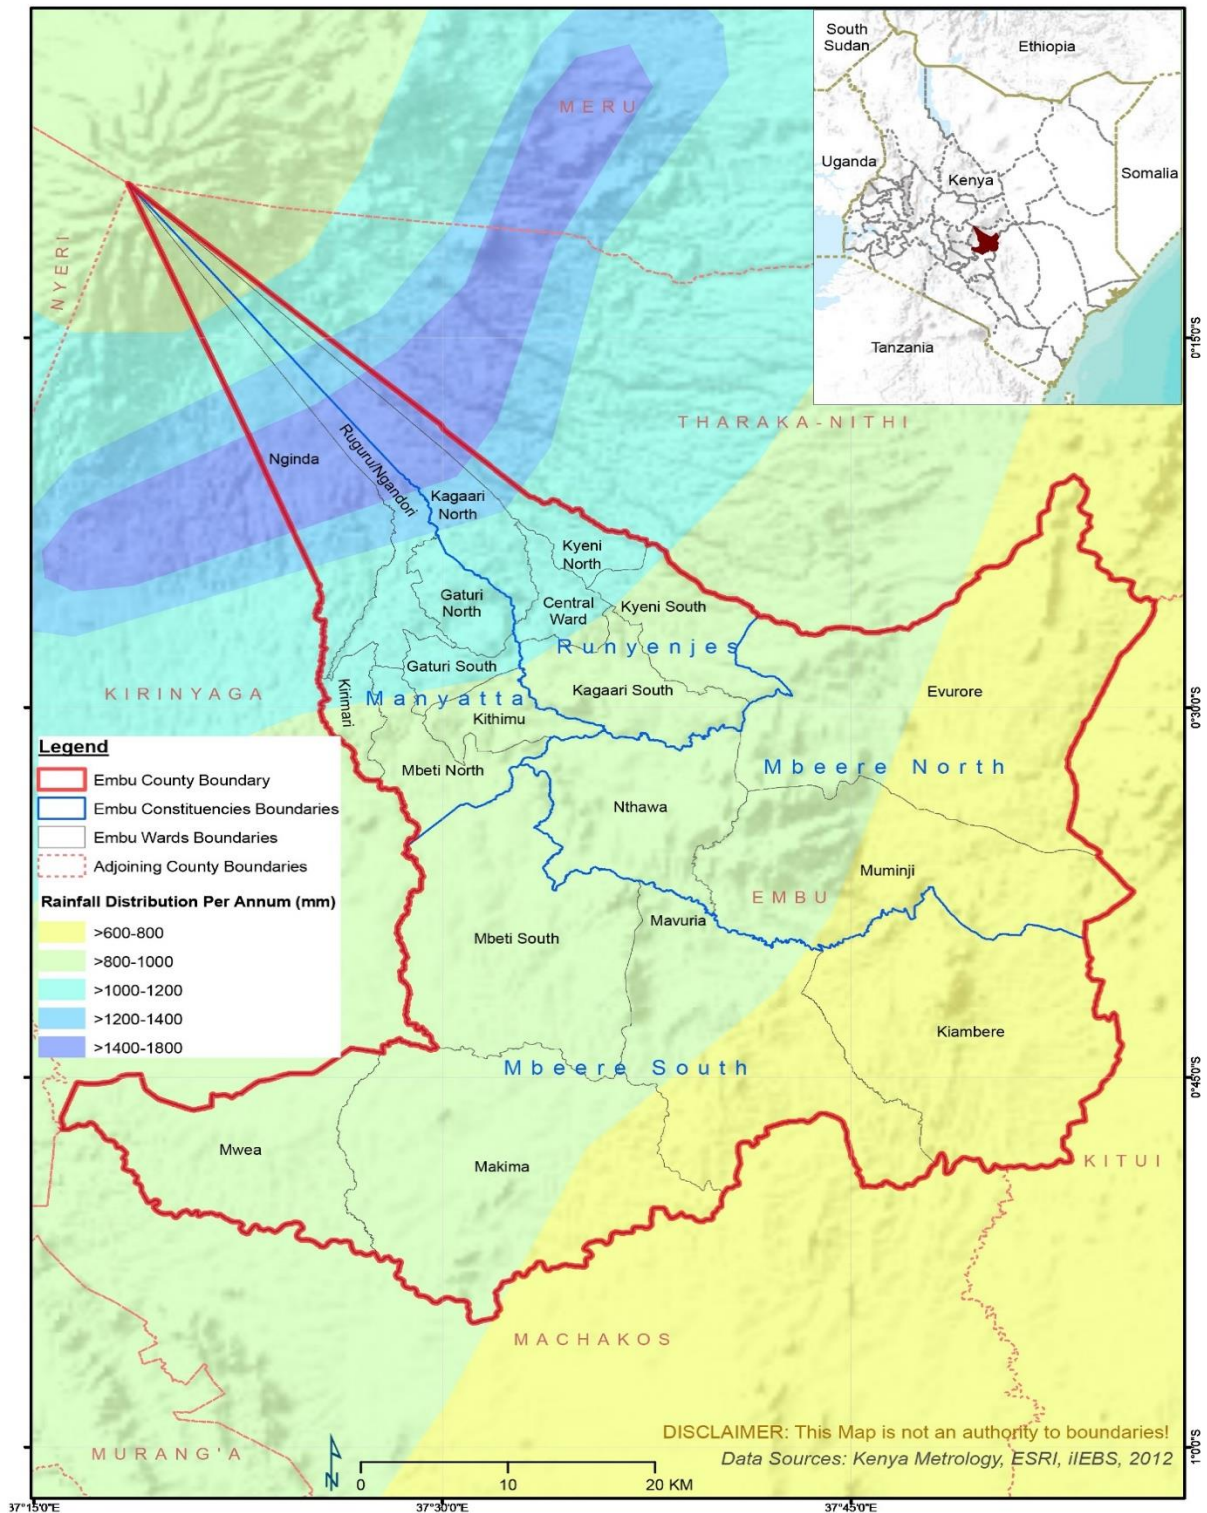 South
Sudan
Ethiopia
Uganda
Kenya
Somalia
Tanzania
MERU
NYERI
THARAKA-NITHI
0°15'0"S
Nginda
Ruguru/Ngandori
Kagaari
North
Kyeni
North
Gaturi
North
Central
Ward
Kyeni South
Runyenjes
Gaturi South
KIRINYAGA
Kirimari
Manyatta
Kagaari South
Evurore
Kithimu
0°30'0"S
Mbeti North
Mbeere North
Nthawa
Muminji
EMBU
Mavuria
Mbeti South
Kiambere
Mbeere South
0°45'0"S
Mwea
Makima
KITUI
MACHAKOS
MURANG'A
Legend
Embu County Boundary
Embu Constituencies Boundaries
Embu Wards Boundaries
Adjoining County Boundaries
Rainfall Distribution Per Annum (mm)
>600-800
>800-1000
>1000-1200
>1200-1400
>1400-1800
DISCLAIMER: This Map is not an authority to boundaries!
Data Sources: Kenya Metrology, ESRI, iIEBS, 2012
1°0'0"S
N
0 10 20 KM
37°15'0"E 37°30'0"E 37°45'0"E